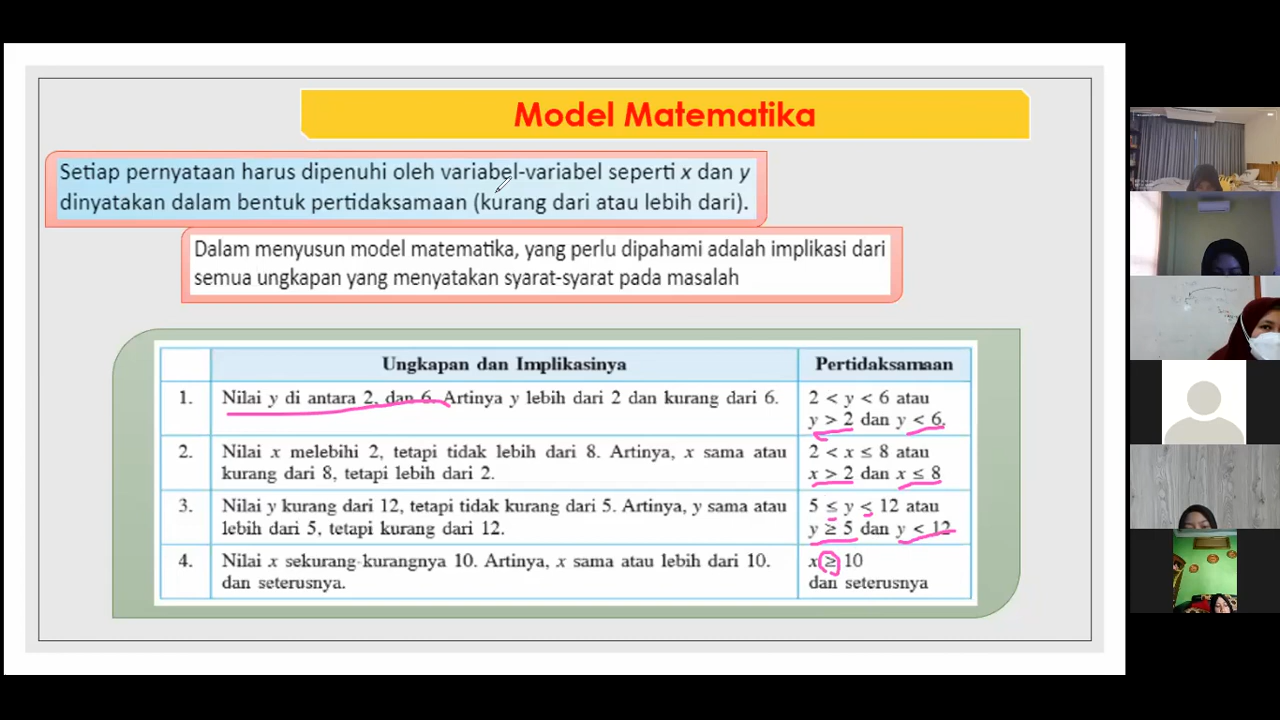 Model Matematika
Setiap pernyataan harus dipenuhi oleh variabel-variabel seperti x dan y
dinyatakan dalam bentuk pertidaksamaan (kurang dari atau lebih dari).
Dalam menyusun model matematika, yang perlu dipahami adalah implikasi dari
semua ungkapan yang menyatakan syarat-syarat pada masalah
Ungkapan dan Implikasinya Pertidaksamaan
1. Nilai y di antara 2, dan 6. Artinya y lebih dari 2 dan kurang dari 6. 2 < y < 6 atau
y > 2 dan y < 6.
2. Nilai x melebihi 2, tetapi tidak lebih dari 8. Artinya, x sama atau 2 < x ≤ 8 atau
kurang dari 8, tetapi lebih dari 2. x > 2 dan x ≤ 8
3. Nilai y kurang dari 12, tetapi tidak kurang dari 5. Artinya, y sama atau 5 ≤ y < 12 atau
lebih dari 5, tetapi kurang dari 12. y ≥ 5 dan y < 12
4. Nilai x sekurang-kurangnya 10. Artinya, x sama atau lebih dari 10. x ≥ 10
dan seterusnya. dan seterusnya